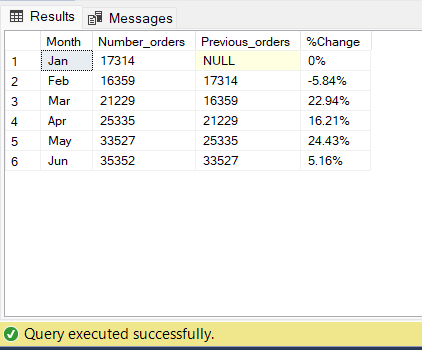 Results Messages
Month Number_orders Previous_orders %Change
1 Jan 17314 NULL 0%
2 Feb 16359 17314 -5.84%
3 Mar 21229 16359 22.94%
4 Apr 25335 21229 16.21%
5 May 33527 25335 24.43%
6 Jun 35352 33527 5.16%
Query executed successfully.